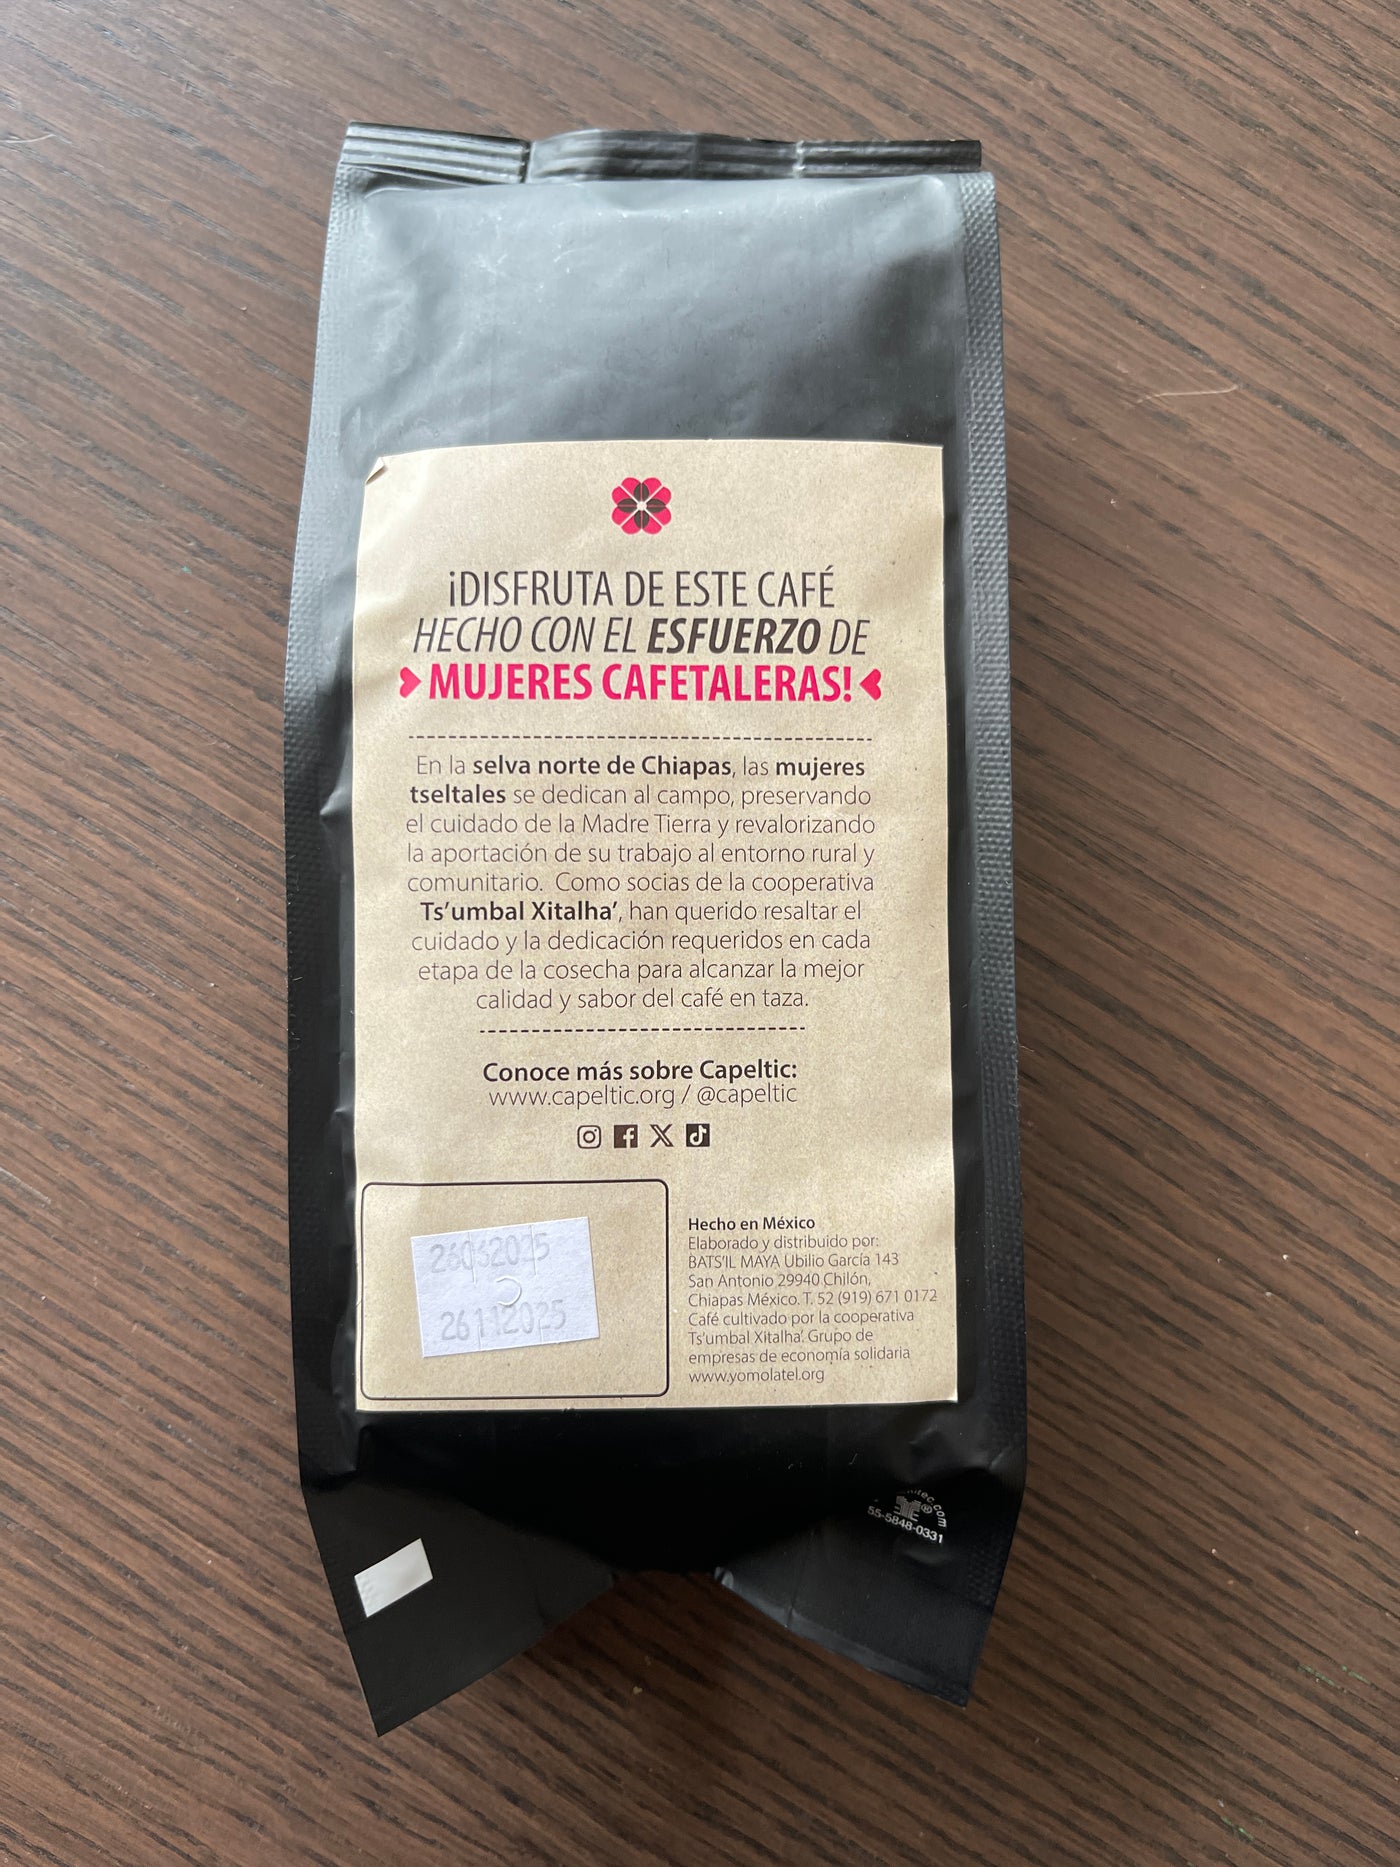 ¡DISFRUTA DE ESTE CAFÉ
HECHO CON EL ESFUERZO DE
MUJERES CAFETALERAS!
En la selva norte de Chiapas, las mujeres
tseltales se dedican al campo, preservando
el cuidado de la Madre Tierra y revalorizando
la aportación de su trabajo al entorno rural y
comunitario. Como socias de la cooperativa
Ts'umbal Xitalha', han querido resaltar el
cuidado y la dedicación requeridos en cada
etapa de la cosecha para alcanzar la mejor
calidad y sabor del café en taza.
Conoce más sobre Capeltic:
www.capeltic.org / @capeltic
26112025
Hecho en México
Elaborado y distribuido por:
BATS'IL MAYA Ubilio García 143
San Antonio 29940 Chilón,
Chiapas México. T. 52 (919) 671 0172
Café cultivado por la cooperativa
Ts'umbal Xitalha'. Grupo de
empresas de economía solidaria
www.yomolatel.org
55-5848-0331